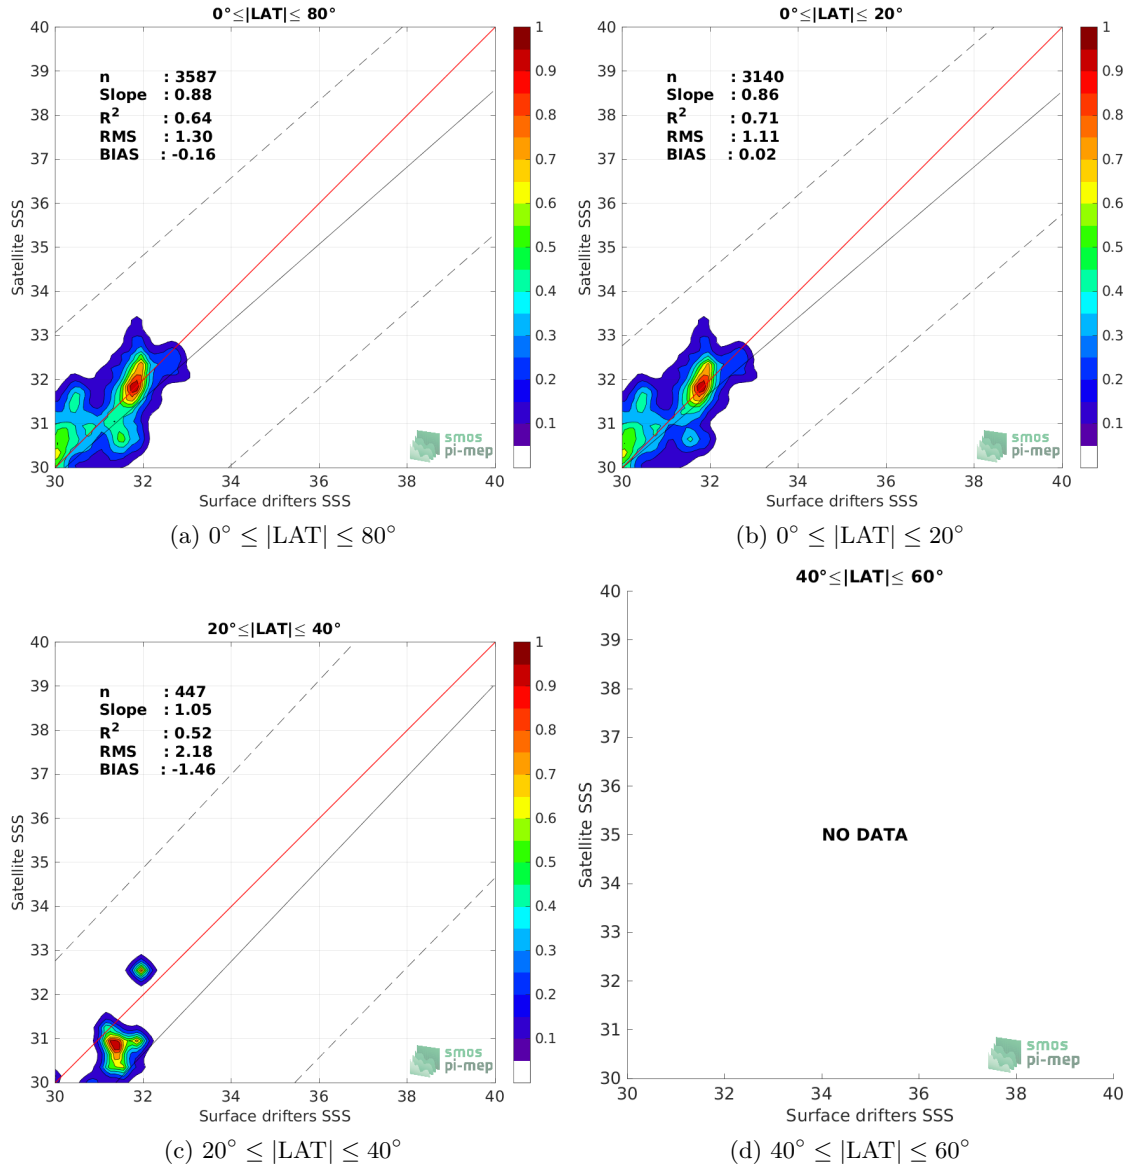 0°≤|LAT|≤ 80°
Satellite SSS
40
39
38
37
36
35
34
33
32
31
30
n : 3587
Slope : 0.88
R² : 0.64
RMS : 1.30
BIAS : -0.16
1
0.9
0.8
0.7
0.6
0.5
0.4
0.3
0.2
0.1
smos
pi-mep
30 32 34 36 38 40
Surface drifters SSS
(a) 0° ≤ |LAT| ≤ 80°
0°≤|LAT|≤ 20°
Satellite SSS
40
39
38
37
36
35
34
33
32
31
30
n : 3140
Slope : 0.86
R² : 0.71
RMS : 1.11
BIAS : 0.02
1
0.9
0.8
0.7
0.6
0.5
0.4
0.3
0.2
0.1
smos
pi-mep
30 32 34 36 38 40
Surface drifters SSS
(b) 0° ≤ |LAT| ≤ 20°
20°≤|LAT|≤ 40°
Satellite SSS
40
39
38
37
36
35
34
33
32
31
30
n : 447
Slope : 1.05
R² : 0.52
RMS : 2.18
BIAS : -1.46
1
0.9
0.8
0.7
0.6
0.5
0.4
0.3
0.2
0.1
smos
pi-mep
30 32 34 36 38 40
Surface drifters SSS
(c) 20° ≤ |LAT| ≤ 40°
40°≤|LAT|≤ 60°
Satellite SSS
40
39
38
37
36
35
34
33
32
31
30
NO DATA
smos
pi-mep
30 32 34 36 38 40
Surface drifters SSS
(d) 40° ≤ |LAT| ≤ 60°